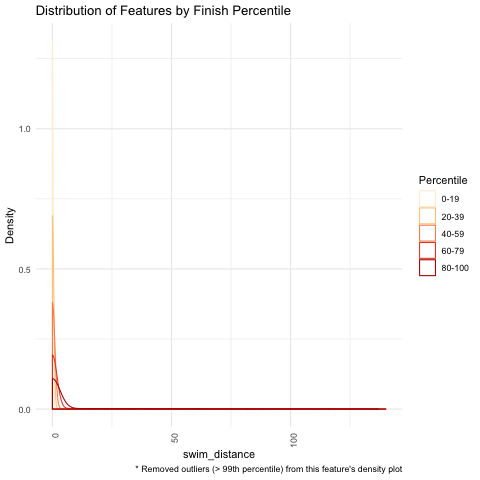 Distribution of Features by Finish Percentile
Density
1.0
0.5
0.0
0
50
100
swim_distance
Percentile
0-19
20-39
40-59
60-79
80-100
* Removed outliers (> 99th percentile) from this feature's density plot